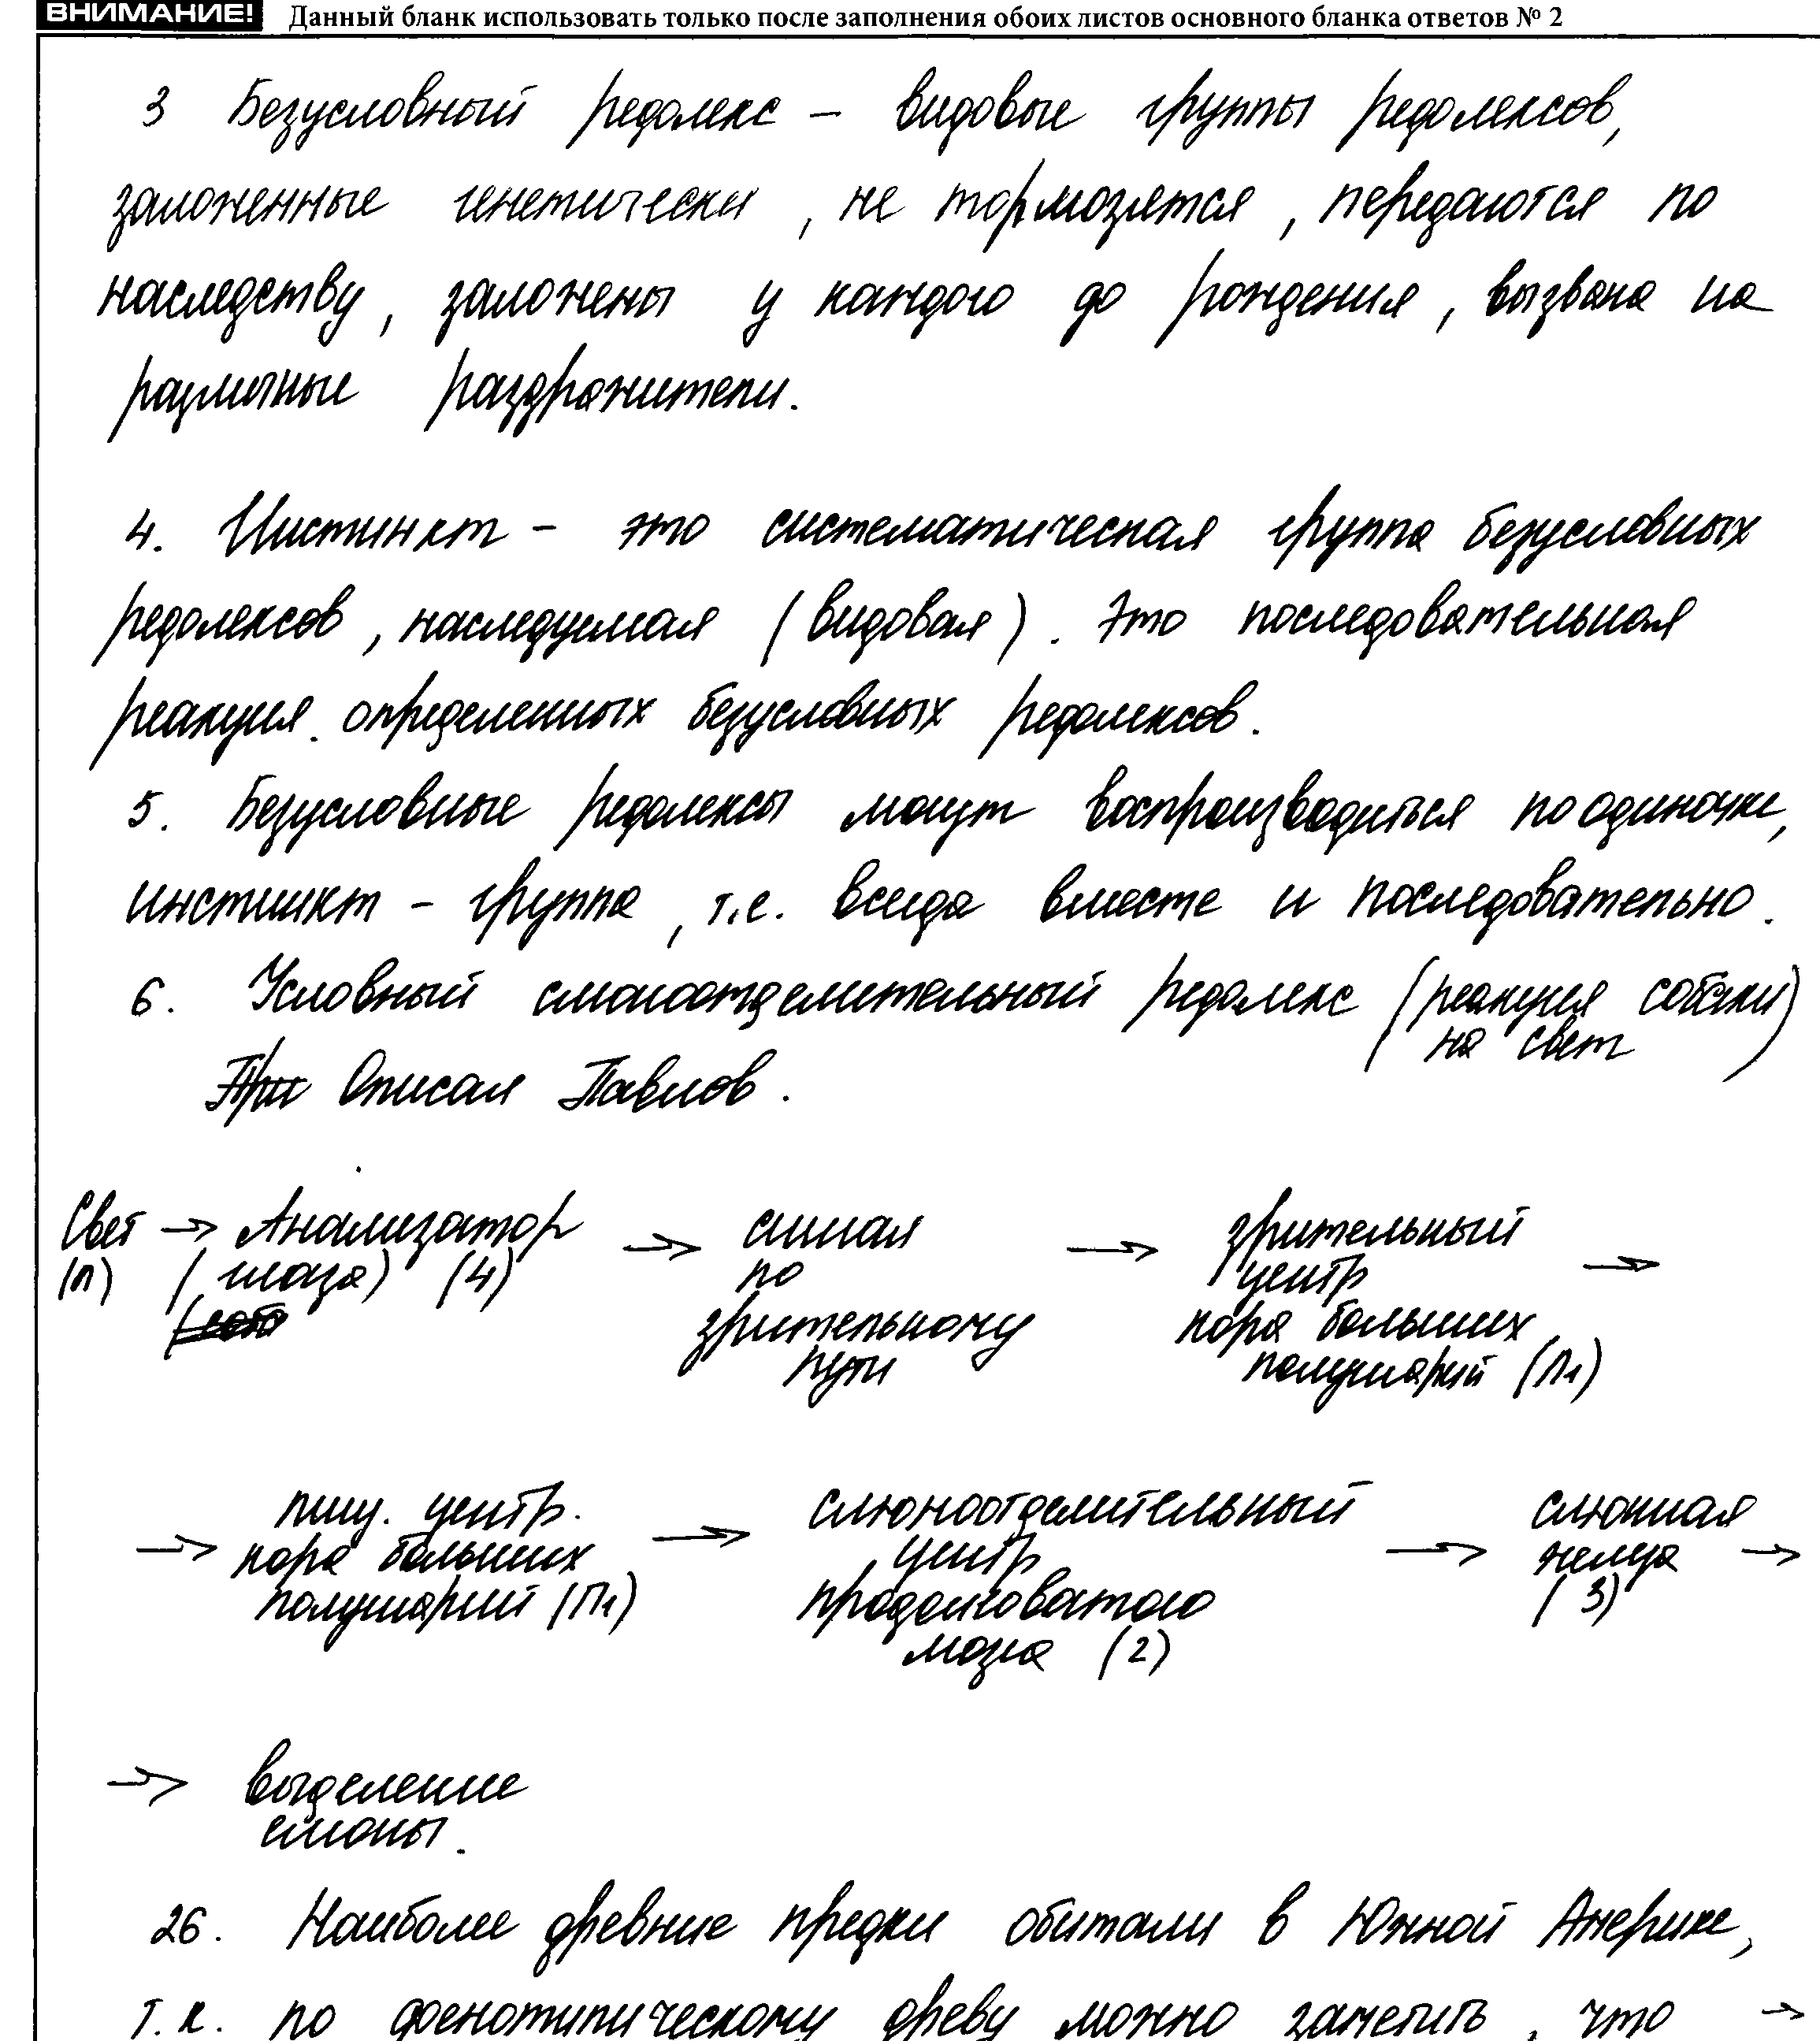 ВНИМАНИЕ! Данный бланк использовать только после заполнения обоих листов основного бланка ответов № 2
3 Безусловный рефлекс – видовые группы рефлексов,
заложенные генетически, не тормозятся, передаются по
наследству, заложены у каждого до рождения, вызвана на
различные раздражители.
4. Инстинкт – это систематическая группа безусловных
рефлексов, наследуемая (видовая). Это последовательная
реакция определенных безусловных рефлексов.
5. Безусловные рефлексы могут воспроизводиться поодиночке,
инстинкт – группа, т.е. всегда вместе и последовательно.
6. Условный слюноотделительный рефлекс (реакция собаки
на свет)
При Описал Павлов.
Свет → Анализатор → сигнал → зрительный →
(П) (глаза) (4) по центр
зрительному кора больших
пути полушарий (П1)
→ пищ. центр. → слюноотделительный → слюнная →
кора больших центр железа
полушарий (П1) продолговатого (3)
мозга (2)
→ выделение
слюны.
26. Наиболее древние предки обитали в Южной Америке,
т.к. по фенотипическому древу можно заметить, что →